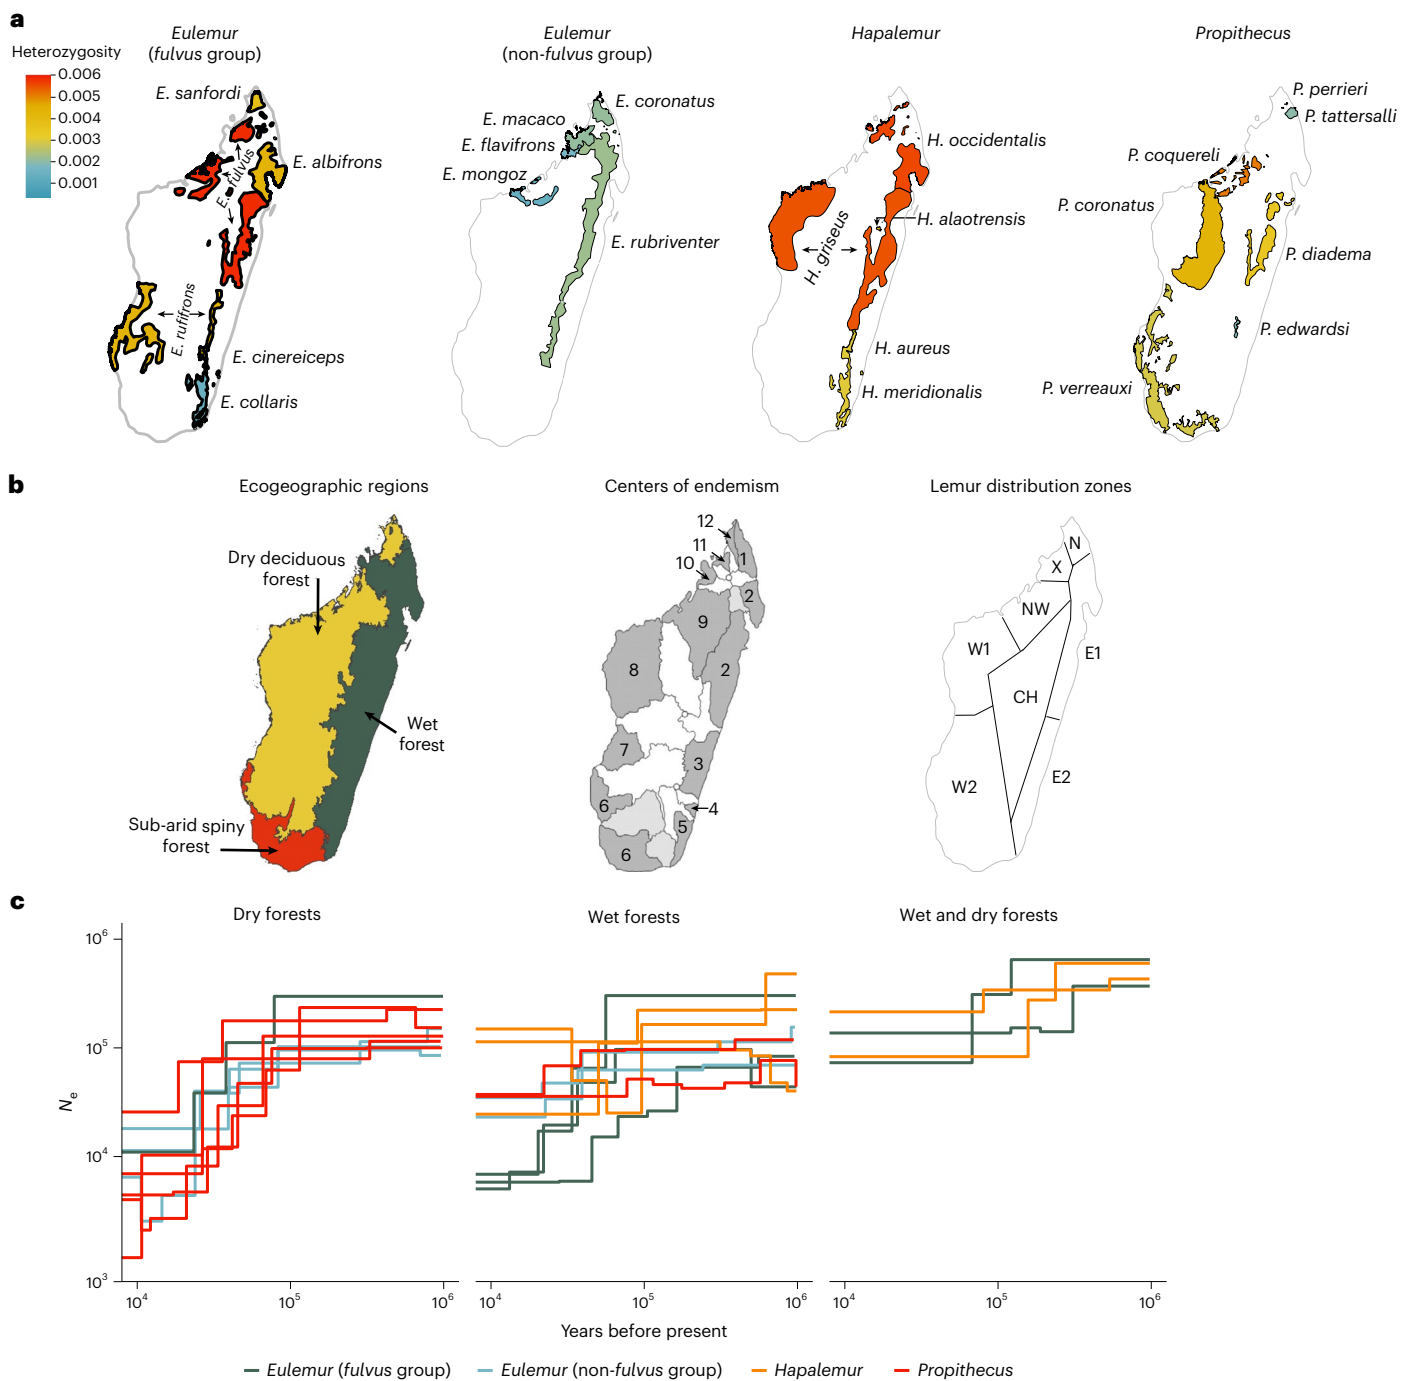 a
Eulemur
(fulvus group)
Eulemur
(non-fulvus group)
Hapalemur
Propithecus
Heterozygosity
0.006
0.005
0.004
0.003
0.002
0.001
E. sanfordi
E. albifrons
E. fulvus
E. rufifrons
E. cinereiceps
E. collaris
E. coronatus
E. macaco
E. flavifrons
E. mongoz
E. rubriventer
H. occidentalis
H. alaotrensis
H. griseus
H. aureus
H. meridionalis
P. perrieri
P. tattersalli
P. coquereli
P. coronatus
P. diadema
P. edwardsi
P. verreauxi
b
Ecogeographic regions
Centers of endemism
Lemur distribution zones
Dry deciduous
forest
Wet
forest
Sub-arid spiny
forest
12
11
10
1
2
9
8
2
7
3
6
4
5
6
N
X
NW
W1
E1
CH
W2
E2
c
Dry forests
Wet forests
Wet and dry forests
Ne
10⁶
10⁵
10⁴
10³
10⁴
10⁵
10⁶
10⁴
10⁵
10⁶
10⁴
10⁵
10⁶
Years before present
Eulemur (fulvus group)
Eulemur (non-fulvus group)
Hapalemur
Propithecus